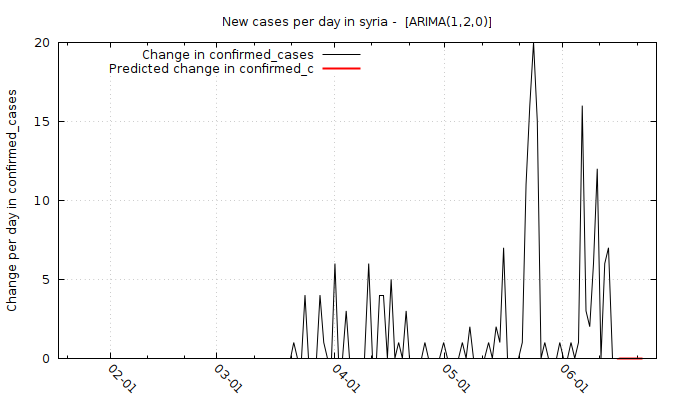 New cases per day in syria -  [ARIMA(1,2,0)]
Change in confirmed_cases
Predicted change in confirmed_c
Change per day in confirmed_cases
20
15
10
5
0
02-01
03-01
04-01
05-01
06-01